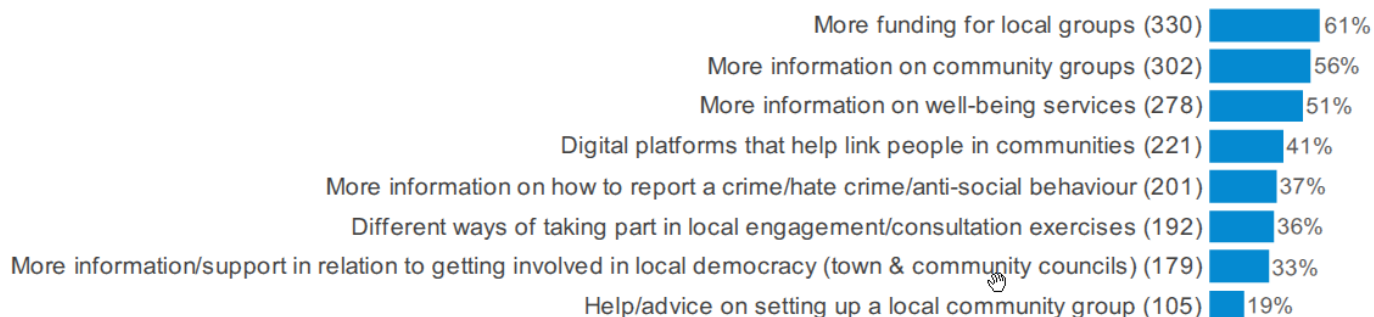 More funding for local groups (330) 61%
More information on community groups (302) 56%
More information on well-being services (278) 51%
Digital platforms that help link people in communities (221) 41%
More information on how to report a crime/hate crime/anti-social behaviour (201) 37%
Different ways of taking part in local engagement/consultation exercises (192) 36%
More information/support in relation to getting involved in local democracy (town & community councils) (179) 33%
Help/advice on setting up a local community group (105) 19%